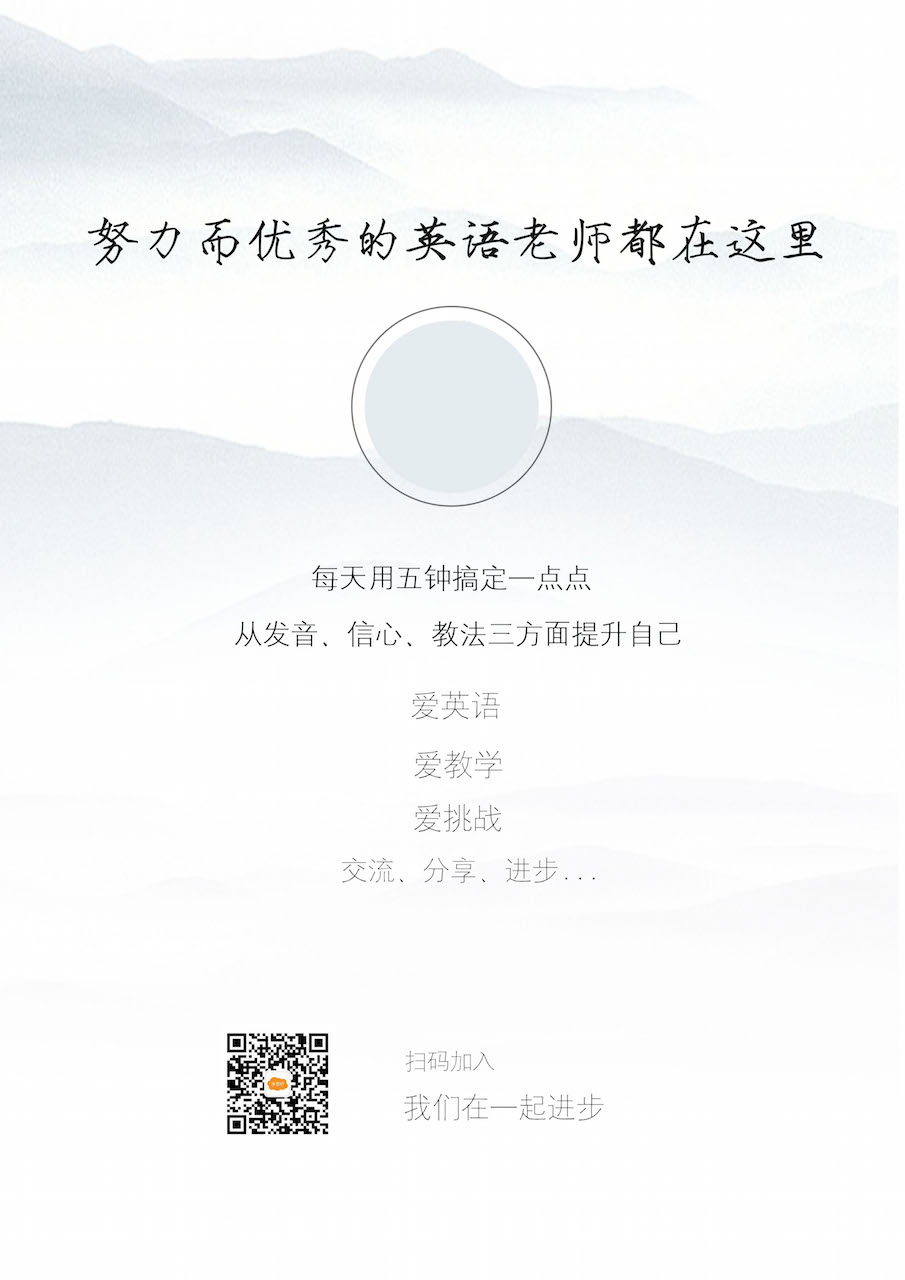 努力而优秀的英语老师都在这里
每天用五钟搞定一点点
从发音、信心、教法三方面提升自己
爱英语
爱教学
爱挑战
交流、分享、进步...
扫码加入
我们在一起进步